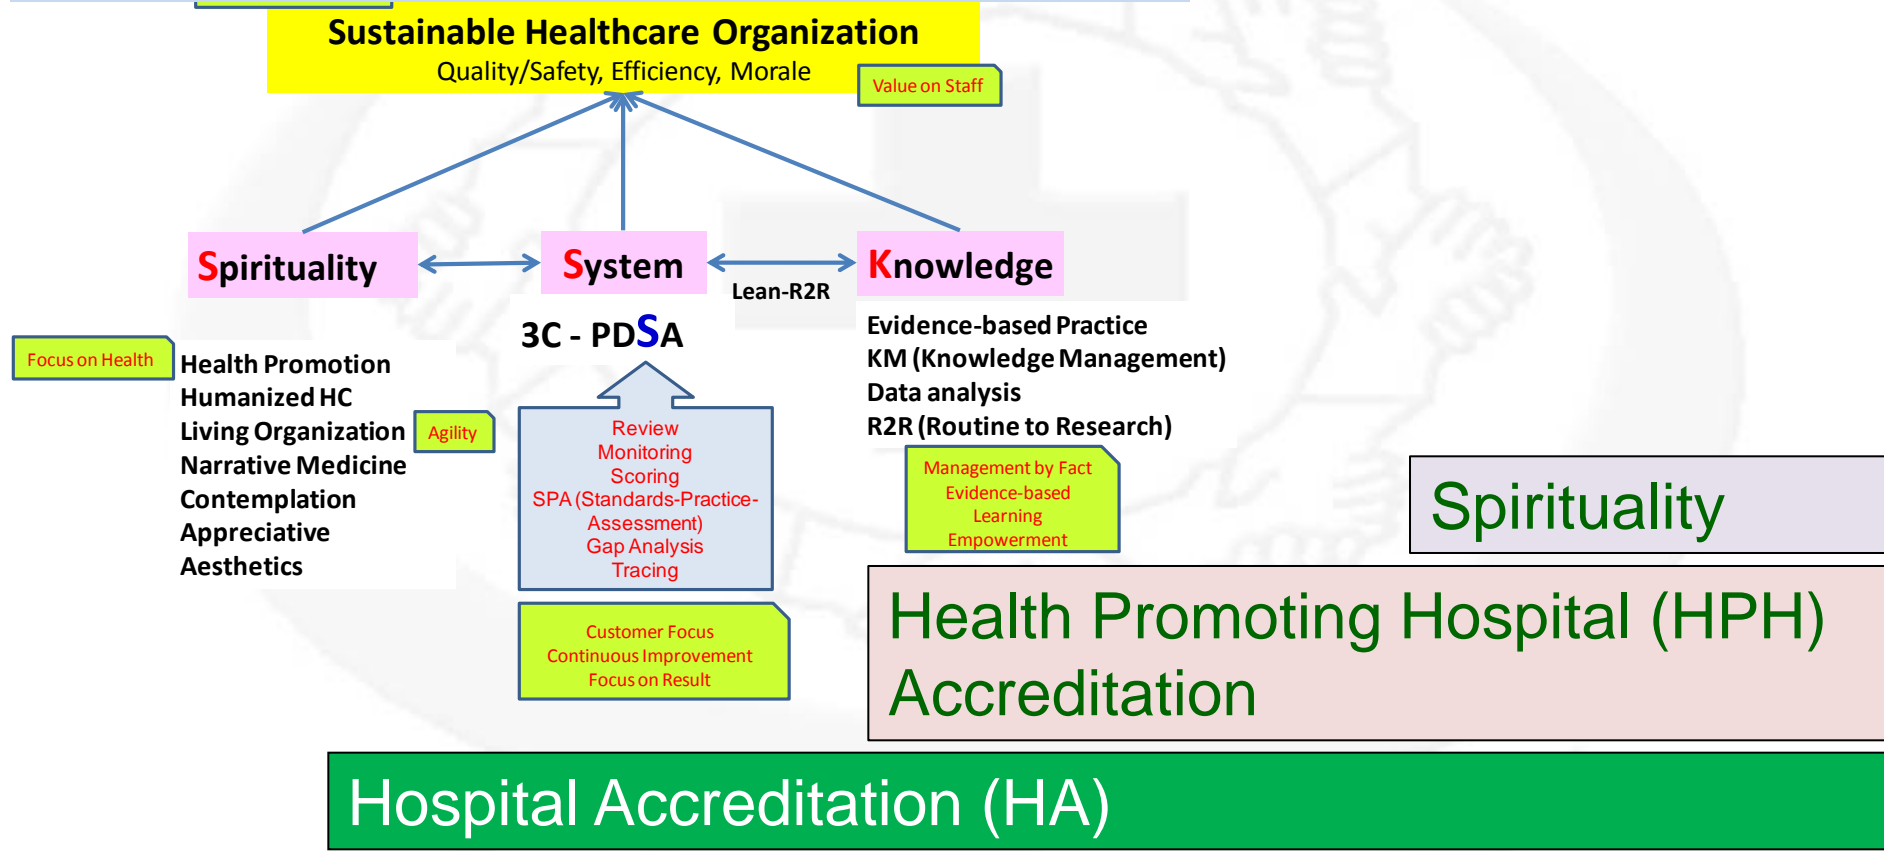 Sustainable Healthcare Organization
Quality/Safety, Efficiency, Morale
Value on Staff
Spirituality
System
Knowledge
Lean-R2R
3C - PDSA
Focus on Health
Health Promotion
Humanized HC
Living Organization
Narrative Medicine
Contemplation
Appreciative
Aesthetics
Agility
Review
Monitoring
Scoring
SPA (Standards-Practice-
Assessment)
Gap Analysis
Tracing
Customer Focus
Continuous Improvement
Focus on Result
Evidence-based Practice
KM (Knowledge Management)
Data analysis
R2R (Routine to Research)
Management by Fact
Evidence-based
Learning
Empowerment
Spirituality
Health Promoting Hospital (HPH)
Accreditation
Hospital Accreditation (HA)